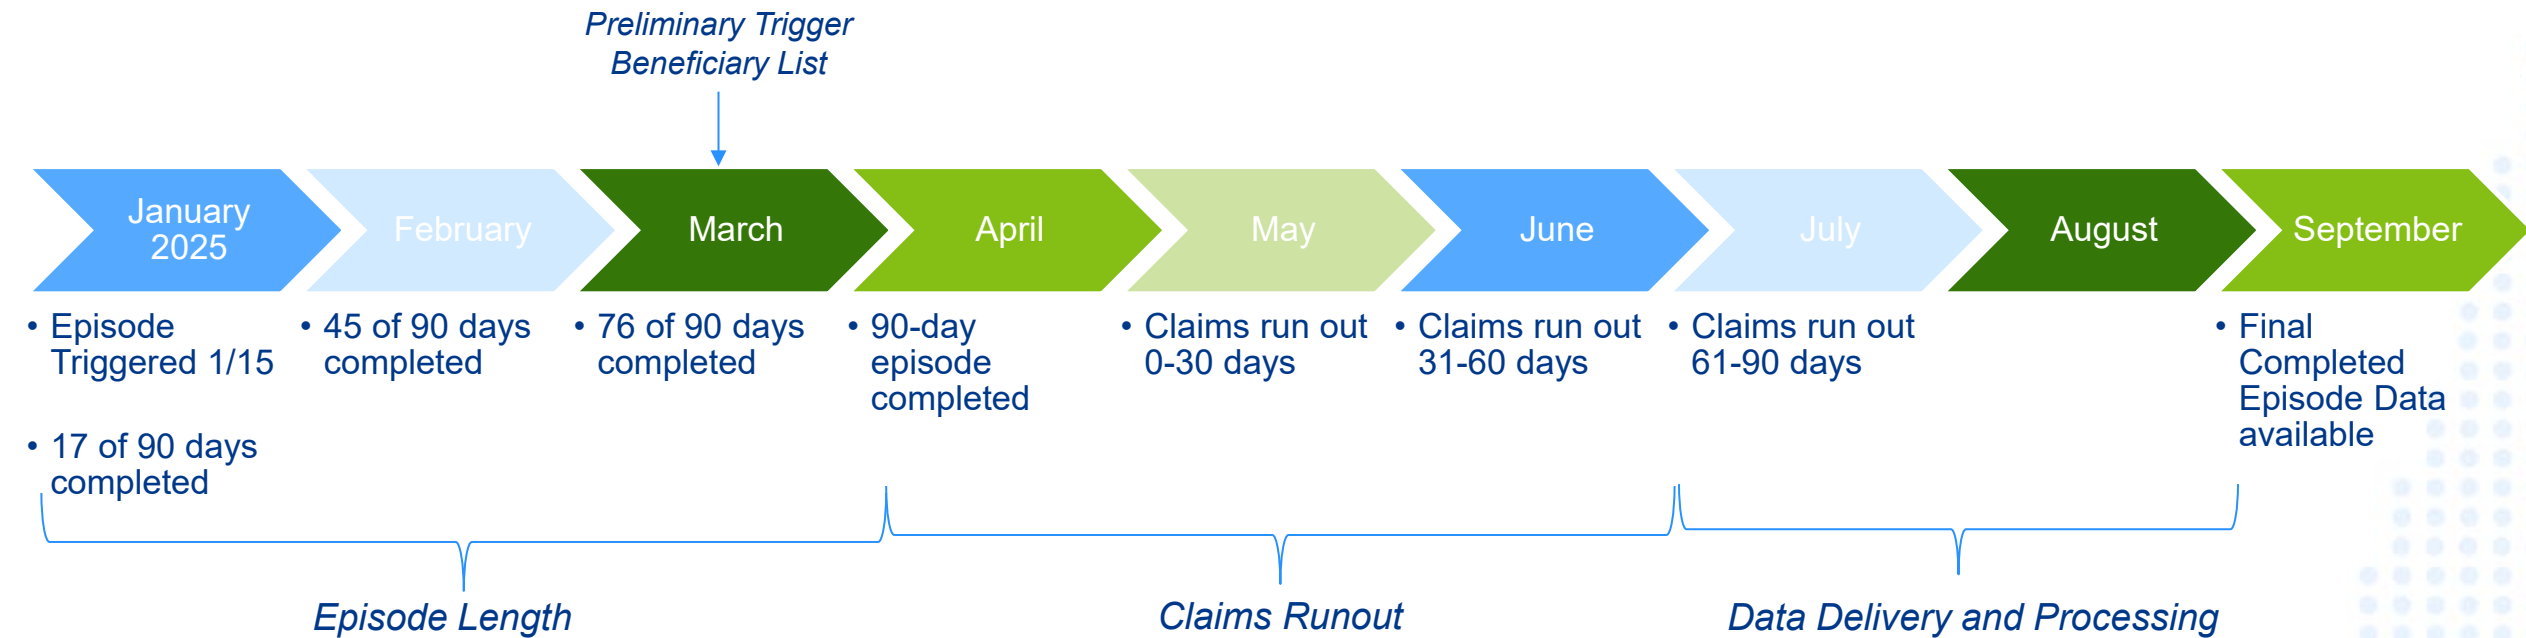 Preliminary Trigger
Beneficiary List
January
2025
February
March
April
May
June
July
August
September
• Episode
Triggered 1/15
• 17 of 90 days
completed
• 45 of 90 days
completed
• 76 of 90 days
completed
• 90-day
episode
completed
• Claims run out
0-30 days
• Claims run out
31-60 days
• Claims run out
61-90 days
• Final
Completed
Episode Data
available
Episode Length
Claims Runout
Data Delivery and Processing